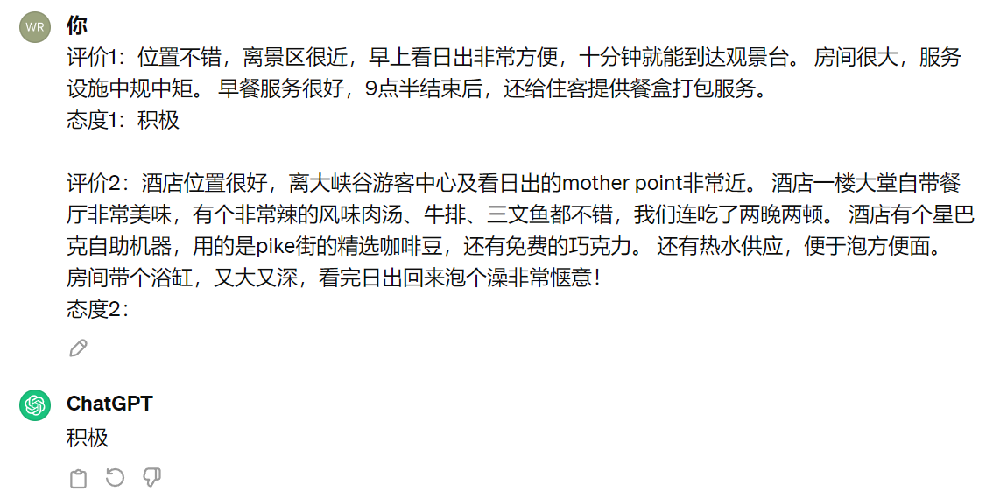 WR
你
评价1：位置不错，离景区很近，早上看日出非常方便，十分钟就能到达观景台。 房间很大，服务
设施中规中矩。 早餐服务很好，9点半结束后，还给住客提供餐盒打包服务。
态度1：积极
评价2：酒店位置很好，离大峡谷游客中心及看日出的mother point非常近。 酒店一楼大堂自带餐
厅非常美味，有个非常辣的风味肉汤、牛排、三文鱼都不错，我们连吃了两晚两顿。 酒店有个星巴
克自助机器，用的是pike街的精选咖啡豆，还有免费的巧克力。 还有热水供应，便于泡方便面。
房间带个浴缸，又大又深，看完日出回来泡个澡非常惬意！
态度2：
ChatGPT
积极